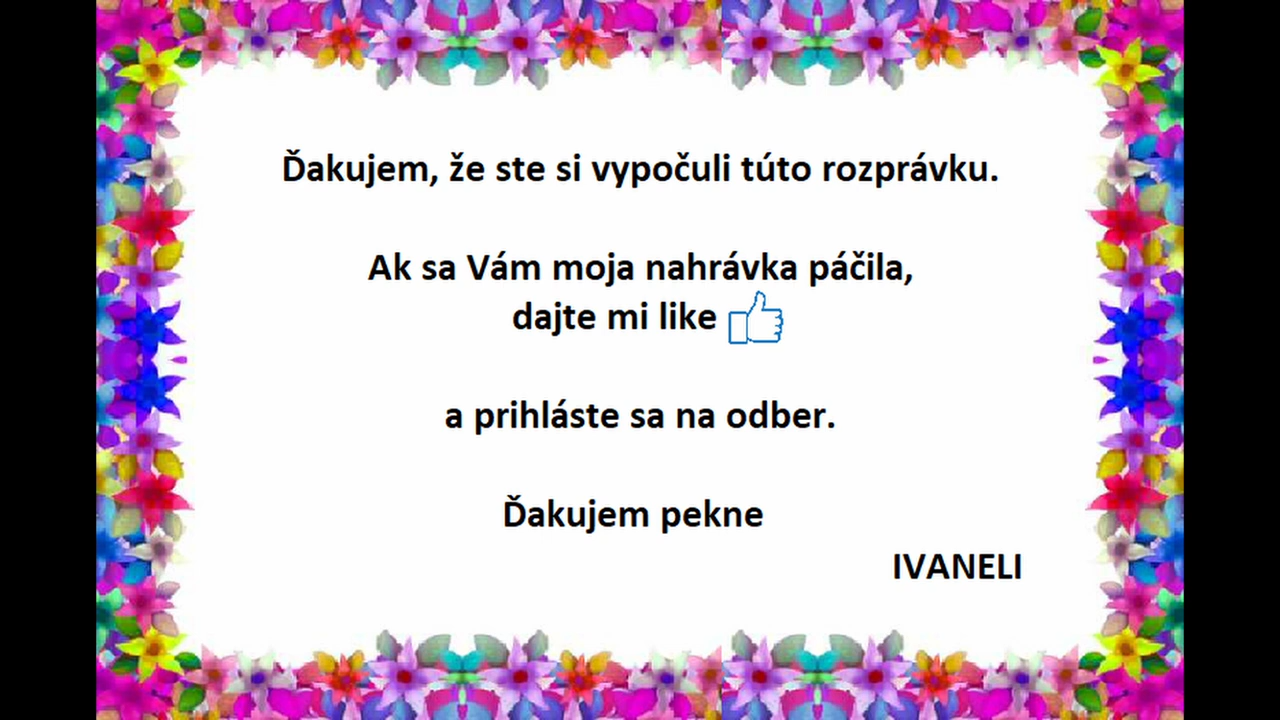 Ďakujem, že ste si vypočuli túto rozprávku.
Ak sa Vám moja nahrávka páčila,
dajte mi like
a prihláste sa na odber.
Ďakujem pekne
IVANELI